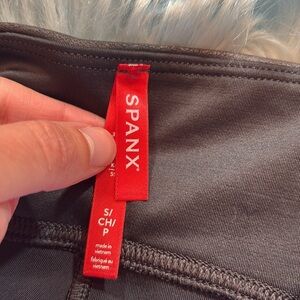 SPANX
S/
CH/
P
made in
vietnam
fabriqué au
vietnam